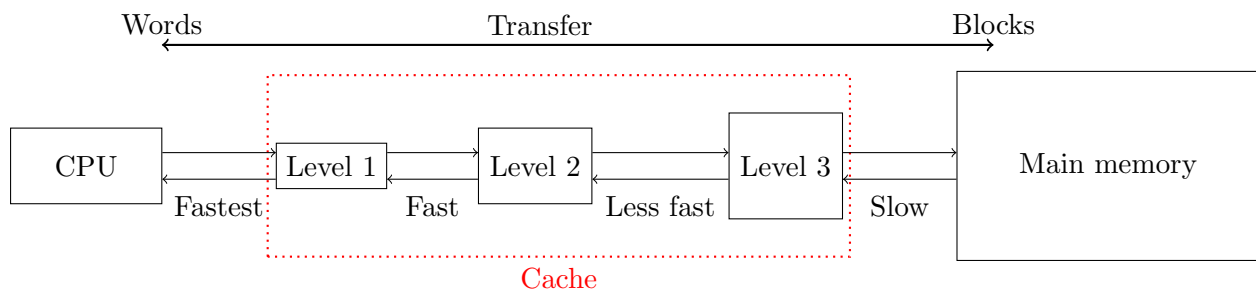 Words Transfer Blocks
CPU Level 1 Level 2 Level 3 Main memory
Fastest Fast Less fast Slow
Cache